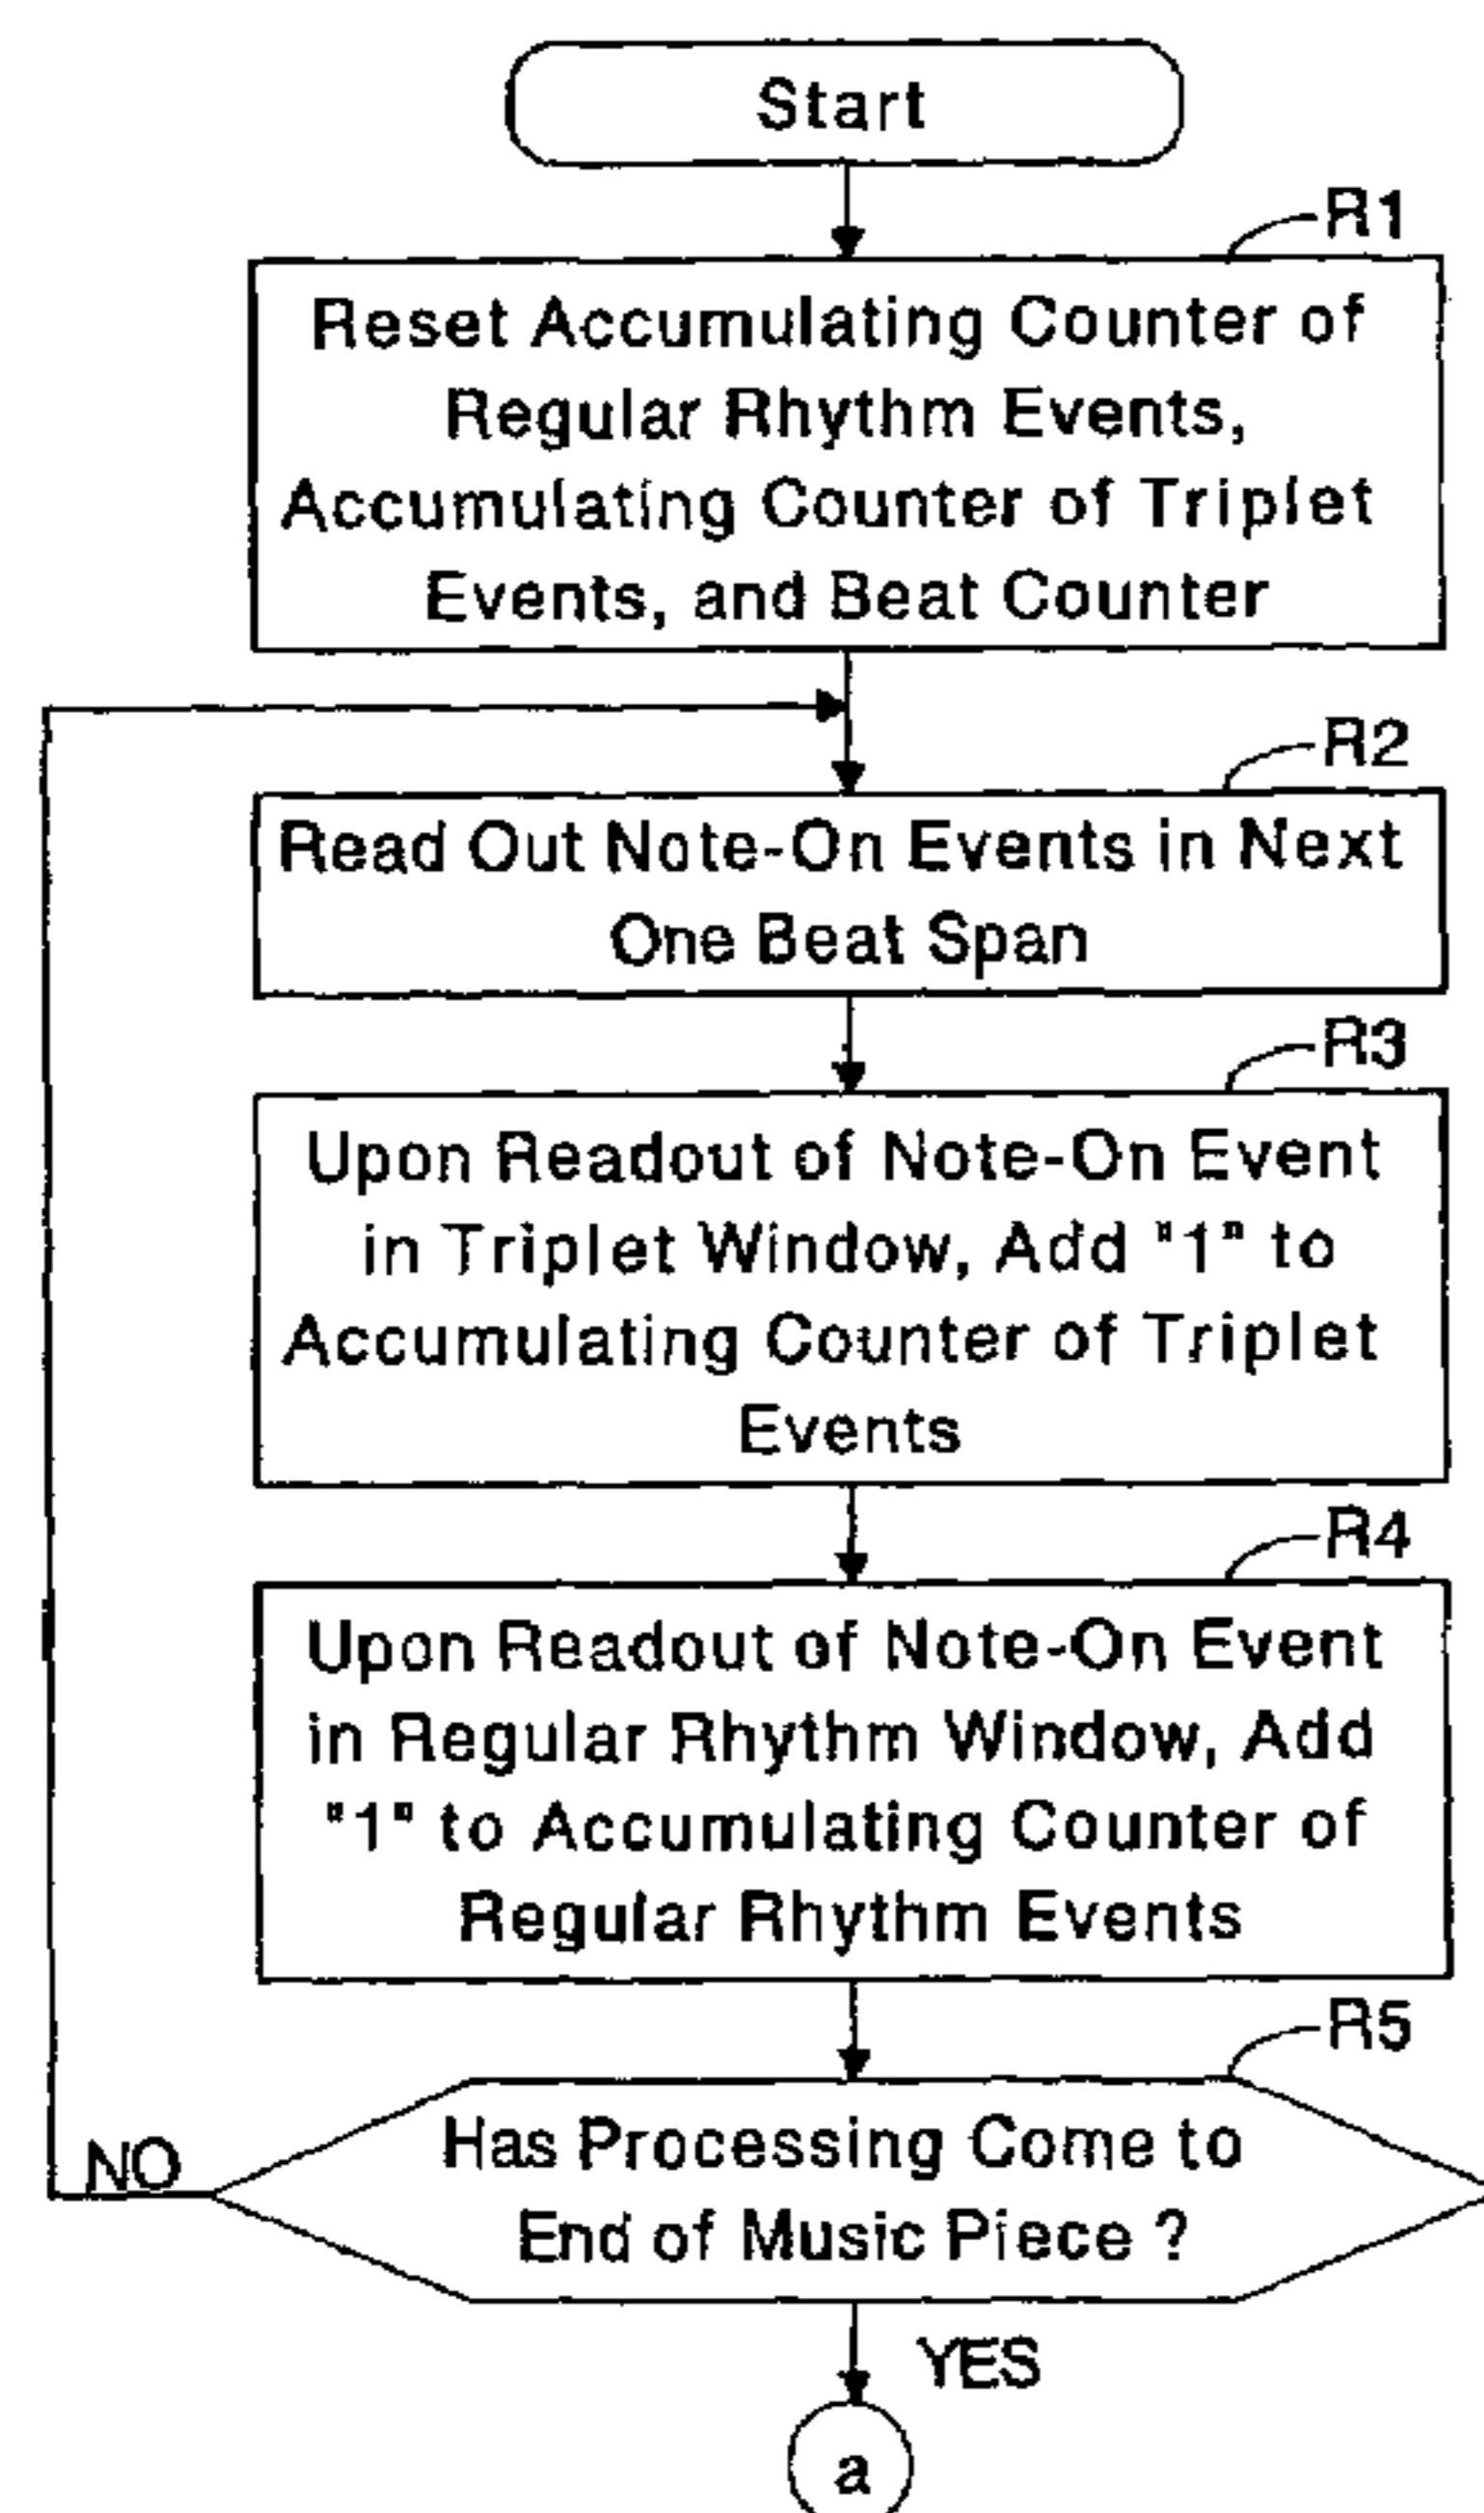 Start
R1
Reset Accumulating Counter of
Regular Rhythm Events,
Accumulating Counter of Triplet
Events, and Beat Counter
R2
Read Out Note-On Events in Next
One Beat Span
R3
Upon Readout of Note-On Event
in Triplet Window, Add "1" to
Accumulating Counter of Triplet
Events
R4
Upon Readout of Note-On Event
in Regular Rhythm Window, Add
"1" to Accumulating Counter of
Regular Rhythm Events
R5
Has Processing Come to
End of Music Piece ?
NO
YES
a